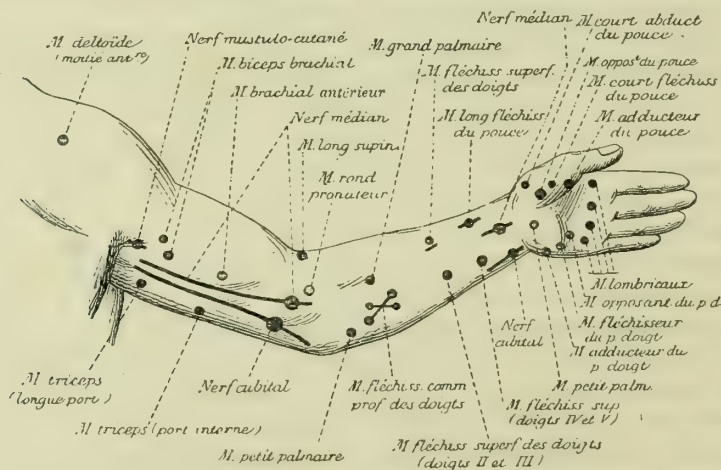 M. deltoïde
(moitié ant^re)
Nerf mustulo-cutané
M. biceps brachial
M. brachial antérieur
Nerf médian
M. long supin.
M. rond
pronateur
M. grand palmaire
M. fléchiss superf.
des doigts
M. long fléchiss
du pouce
Nerf médian
M. court abduct
du pouce
M. oppos^t du pouce
M. court fléchiss
du pouce
M. adducteur
du pouce
M. lombricaux
M. opposant du p d
M. fléchisseur
du p doigt
M adducteur du
p doigt
Nerf
cubital
M. petit palm.
M. fléchiss sup
(doigts IV et V)
M fléchiss superf des doigts
(doigts II et III)
M. fléchiss. comm
prof des doigts
M. petit palmaire
Nerf cubital
M triceps (port interne)
M. triceps
(longue port)